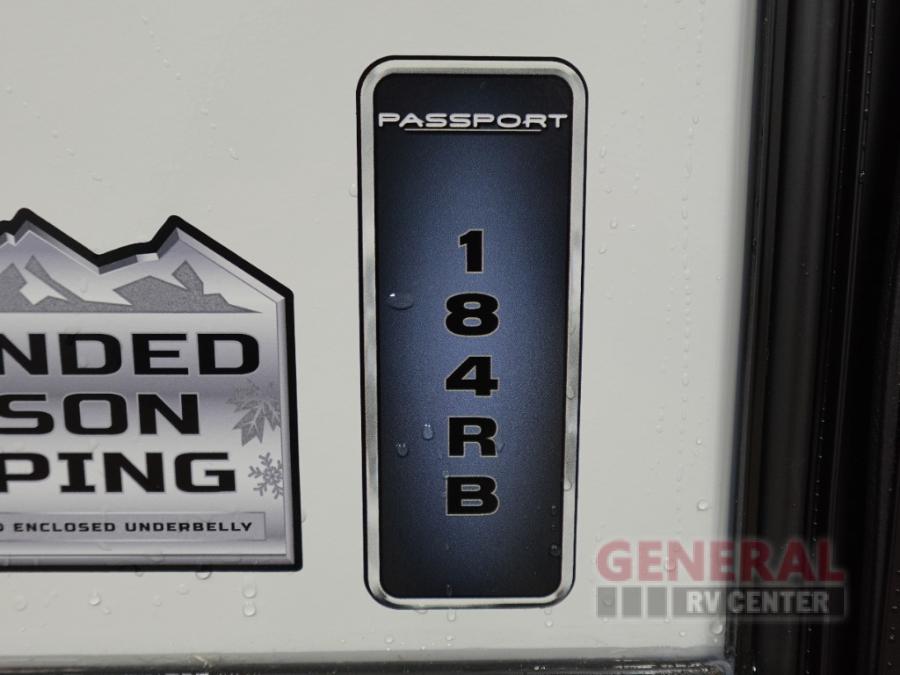 PASSPORT
1
8
4
R
B
NDED
SON
PING
ENCLOSED UNDERBELLY
GENERAL
RV CENTER